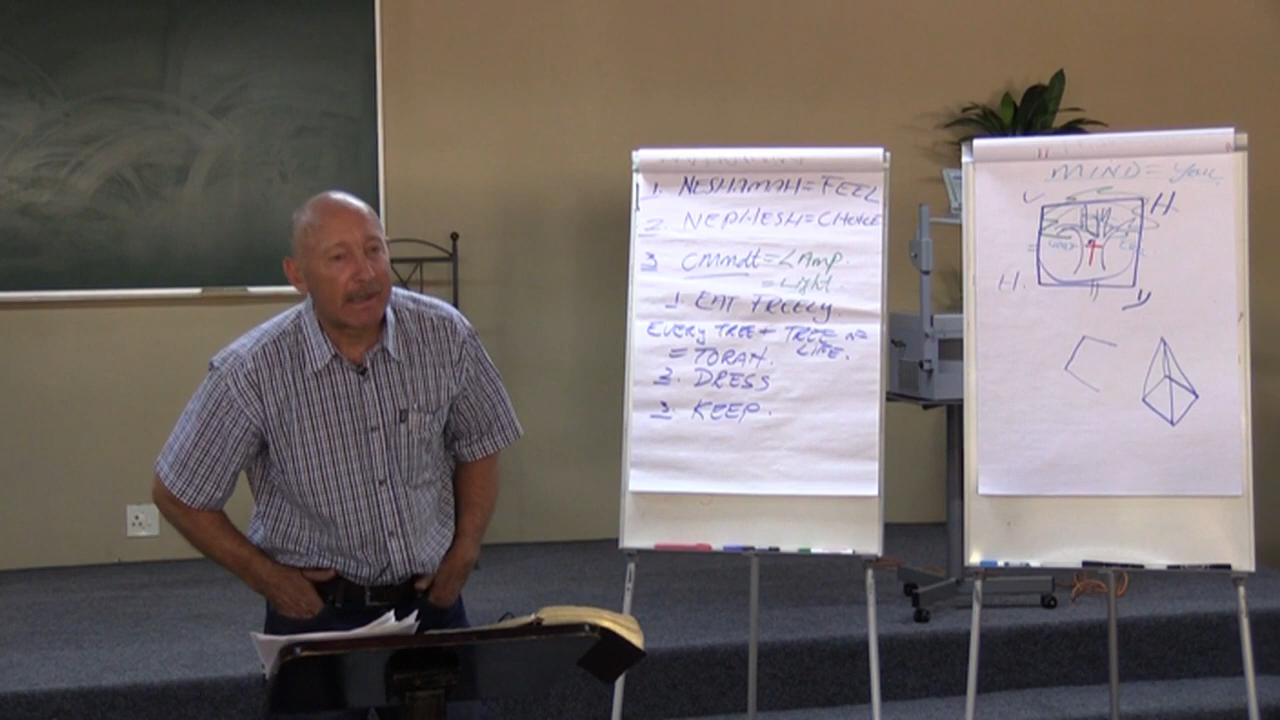 1. NESHAMAH = FEEL
2. NEPHESH = CHOICE
3 CMMDT = LAMP.
= LIGHT.
1 EAT FREELY.
EVERY TREE + TREE OF
LIFE.
= TORAH.
2. DRESS
3. KEEP.
MIND = YOU
H
H.
Y